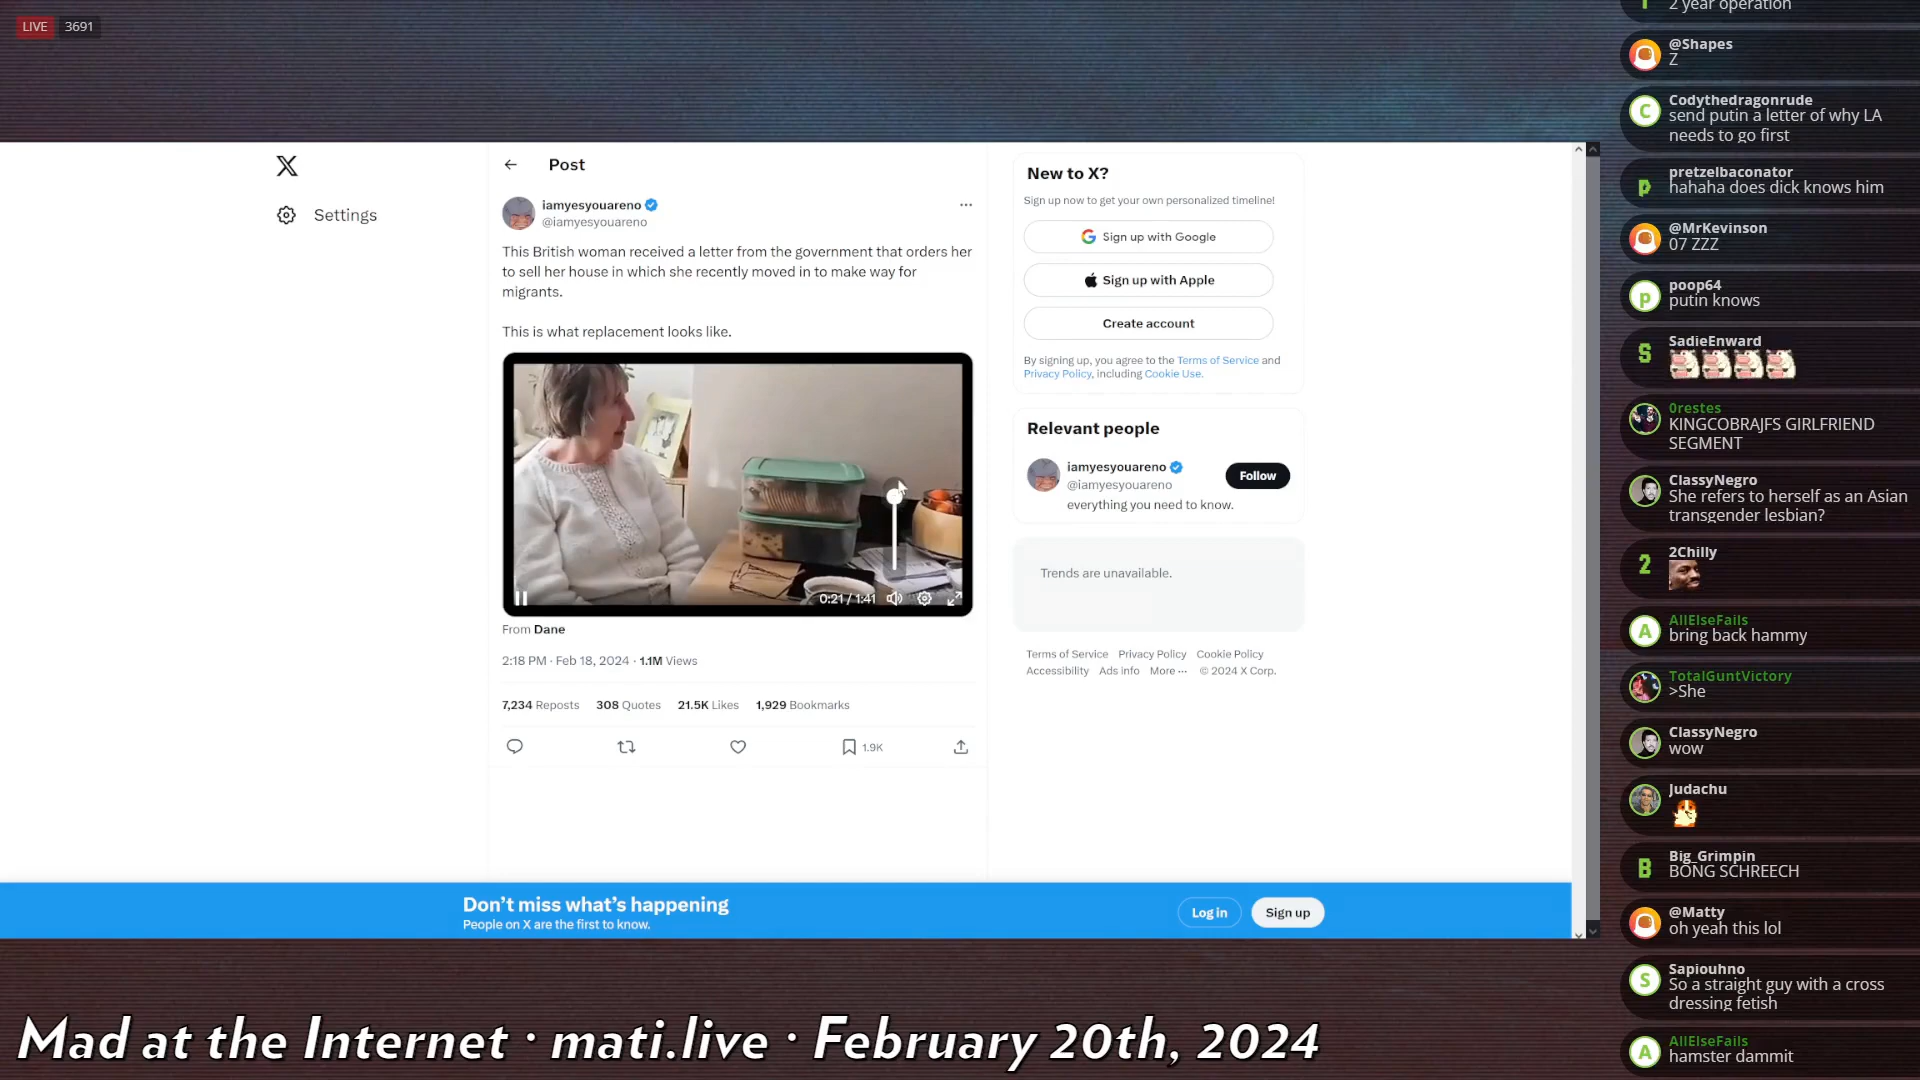 LIVE 3691
Post
Settings
iamyesyouareno
@iamyesyouareno
This British woman received a letter from the government that orders her
to sell her house in which she recently moved in to make way for
migrants.
This is what replacement looks like.
0:21 / 1:41
From Dane
2:18 PM · Feb 18, 2024 · 1.1M Views
7,234 Reposts 308 Quotes 21.5K Likes 1,929 Bookmarks
1.9K
New to X?
Sign up now to get your own personalized timeline!
Sign up with Google
Sign up with Apple
Create account
By signing up, you agree to the Terms of Service and
Privacy Policy, including Cookie Use.
Relevant people
iamyesyouareno
@iamyesyouareno
Follow
everything you need to know.
Trends are unavailable.
Terms of Service Privacy Policy Cookie Policy
Accessibility Ads info More ··· © 2024 X Corp.
Don’t miss what’s happening
People on X are the first to know.
Log in
Sign up
2 year operation
@Shapes
Z
C
Codythedragonrude
send putin a letter of why LA
needs to go first
p
pretzelbaconator
hahaha does dick knows him
@MrKevinson
07 ZZZ
p
poop64
putin knows
S
SadieEnward
0restes
KINGCOBRAJFS GIRLFRIEND
SEGMENT
ClassyNegro
She refers to herself as an Asian
transgender lesbian?
2
2Chilly
A
AllElseFails
bring back hammy
TotalGuntVictory
>She
ClassyNegro
wow
Judachu
B
Big_Grimpin
BONG SCHREECH
@Matty
oh yeah this lol
S
Sapiouhno
So a straight guy with a cross
dressing fetish
A
AllElseFails
hamster dammit
Mad at the Internet · mati.live · February 20th, 2024